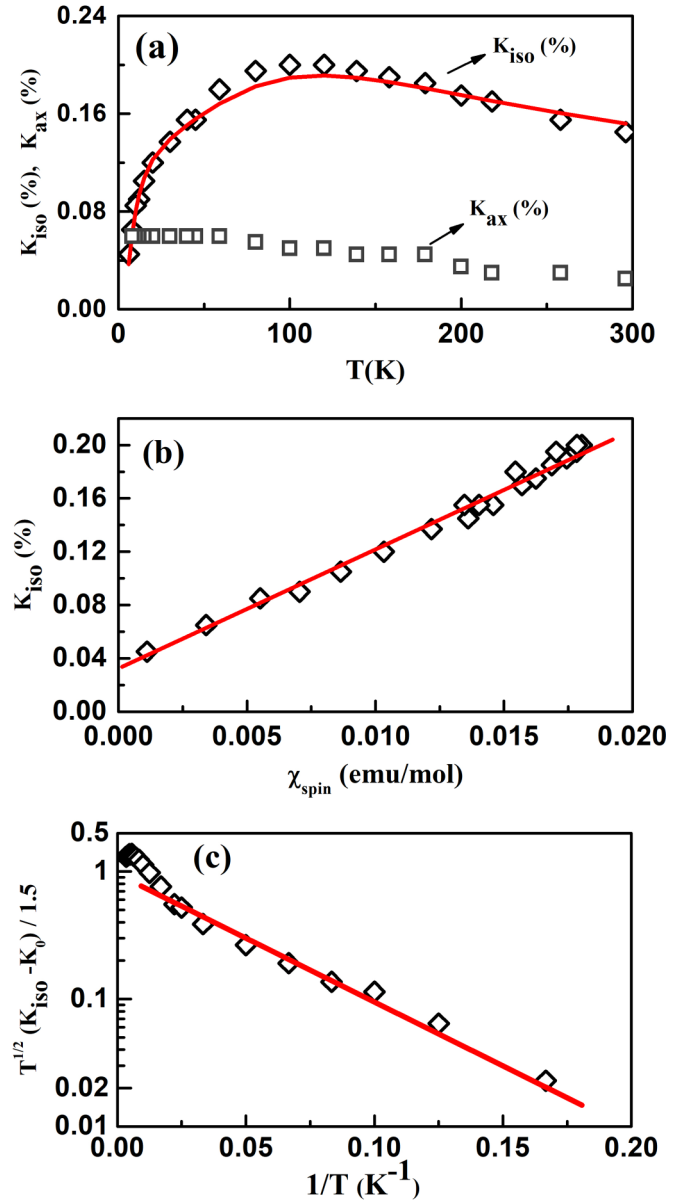 (a)
K_iso (%)
K_ax (%)
K_iso (%), K_ax (%)
0.24
0.16
0.08
0.00
0 100 200 300
T(K)
(b)
K_iso (%)
0.20
0.16
0.12
0.08
0.04
0.00
0.000 0.005 0.010 0.015 0.020
χ_spin (emu/mol)
(c)
T^1/2 (K_iso -K_0) / 1.5
0.5
1
0.1
0.02
0.01
0.00 0.05 0.10 0.15 0.20
1/T (K^-1)